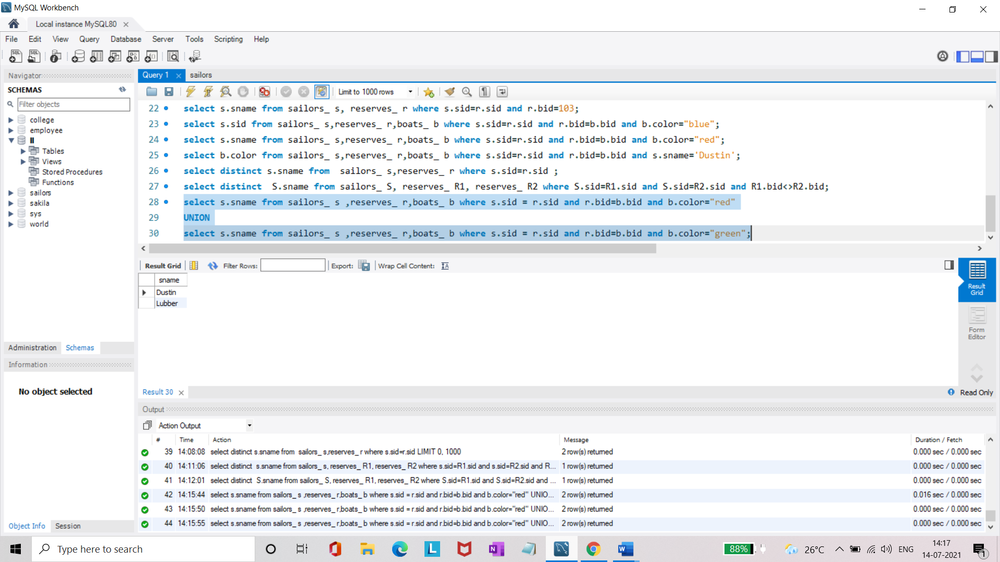 MySQL Workbench
Local instance MySQL80
File Edit View Query Database Server Tools Scripting Help
Navigator
SCHEMAS
Filter objects
college
employee
ll
Tables
Views
Stored Procedures
Functions
sailors
sakila
sys
world
Administration Schemas
Information
No object selected
Object Info Session
Query 1 sailors
Limit to 1000 rows
22 select s.sname from sailors_ s, reserves_ r where s.sid=r.sid and r.bid=103;
23 select s.sid from sailors_ s,reserves_ r,boats_ b where s.sid=r.sid and r.bid=b.bid and b.color="blue";
24 select s.sname from sailors_ s,reserves_ r,boats_ b where s.sid=r.sid and r.bid=b.bid and b.color="red";
25 select b.color from sailors_ s,reserves_ r,boats_ b where s.sid=r.sid and r.bid=b.bid and s.sname='Dustin';
26 select distinct s.sname from  sailors_ s,reserves_ r where s.sid=r.sid ;
27 select distinct  S.sname from sailors_ S, reserves_ R1, reserves_ R2 where S.sid=R1.sid and S.sid=R2.sid and R1.bid<>R2.bid;
28 select s.sname from sailors_ s ,reserves_ r,boats_ b where s.sid = r.sid and r.bid=b.bid and b.color="red"
29 UNION
30 select s.sname from sailors_ s ,reserves_ r,boats_ b where s.sid = r.sid and r.bid=b.bid and b.color="green";
Result Grid Filter Rows: Export: Wrap Cell Content:
sname
Dustin
Lubber
Result Grid
Form Editor
Result 30
Read Only
Output
Action Output
# Time Action Message Duration / Fetch
39 14:08:08 select distinct s.sname from  sailors_ s,reserves_ r where s.sid=r.sid LIMIT 0, 1000 2 row(s) returned 0.000 sec / 0.000 sec
40 14:11:06 select distinct  s.sname from sailors_ s, reserves_ R1, reserves_ R2 where s.sid=R1.sid and s.sid=R2.sid and R... 1 row(s) returned 0.000 sec / 0.000 sec
41 14:12:01 select distinct  S.sname from sailors_ S, reserves_ R1, reserves_ R2 where S.sid=R1.sid and S.sid=R2.sid and ... 1 row(s) returned 0.000 sec / 0.000 sec
42 14:15:44 select s.sname from sailors_ s ,reserves_ r,boats_ b where s.sid = r.sid and r.bid=b.bid and b.color="red" UNIO... 2 row(s) returned 0.016 sec / 0.000 sec
43 14:15:50 select s.sname from sailors_ s ,reserves_ r,boats_ b where s.sid = r.sid and r.bid=b.bid and b.color="red" UNIO... 2 row(s) returned 0.000 sec / 0.000 sec
44 14:15:55 select s.sname from sailors_ s ,reserves_ r,boats_ b where s.sid = r.sid and r.bid=b.bid and b.color="red" UNIO... 2 row(s) returned 0.000 sec / 0.000 sec
Type here to search
88% 26°C ENG
14:17
14-07-2021
1